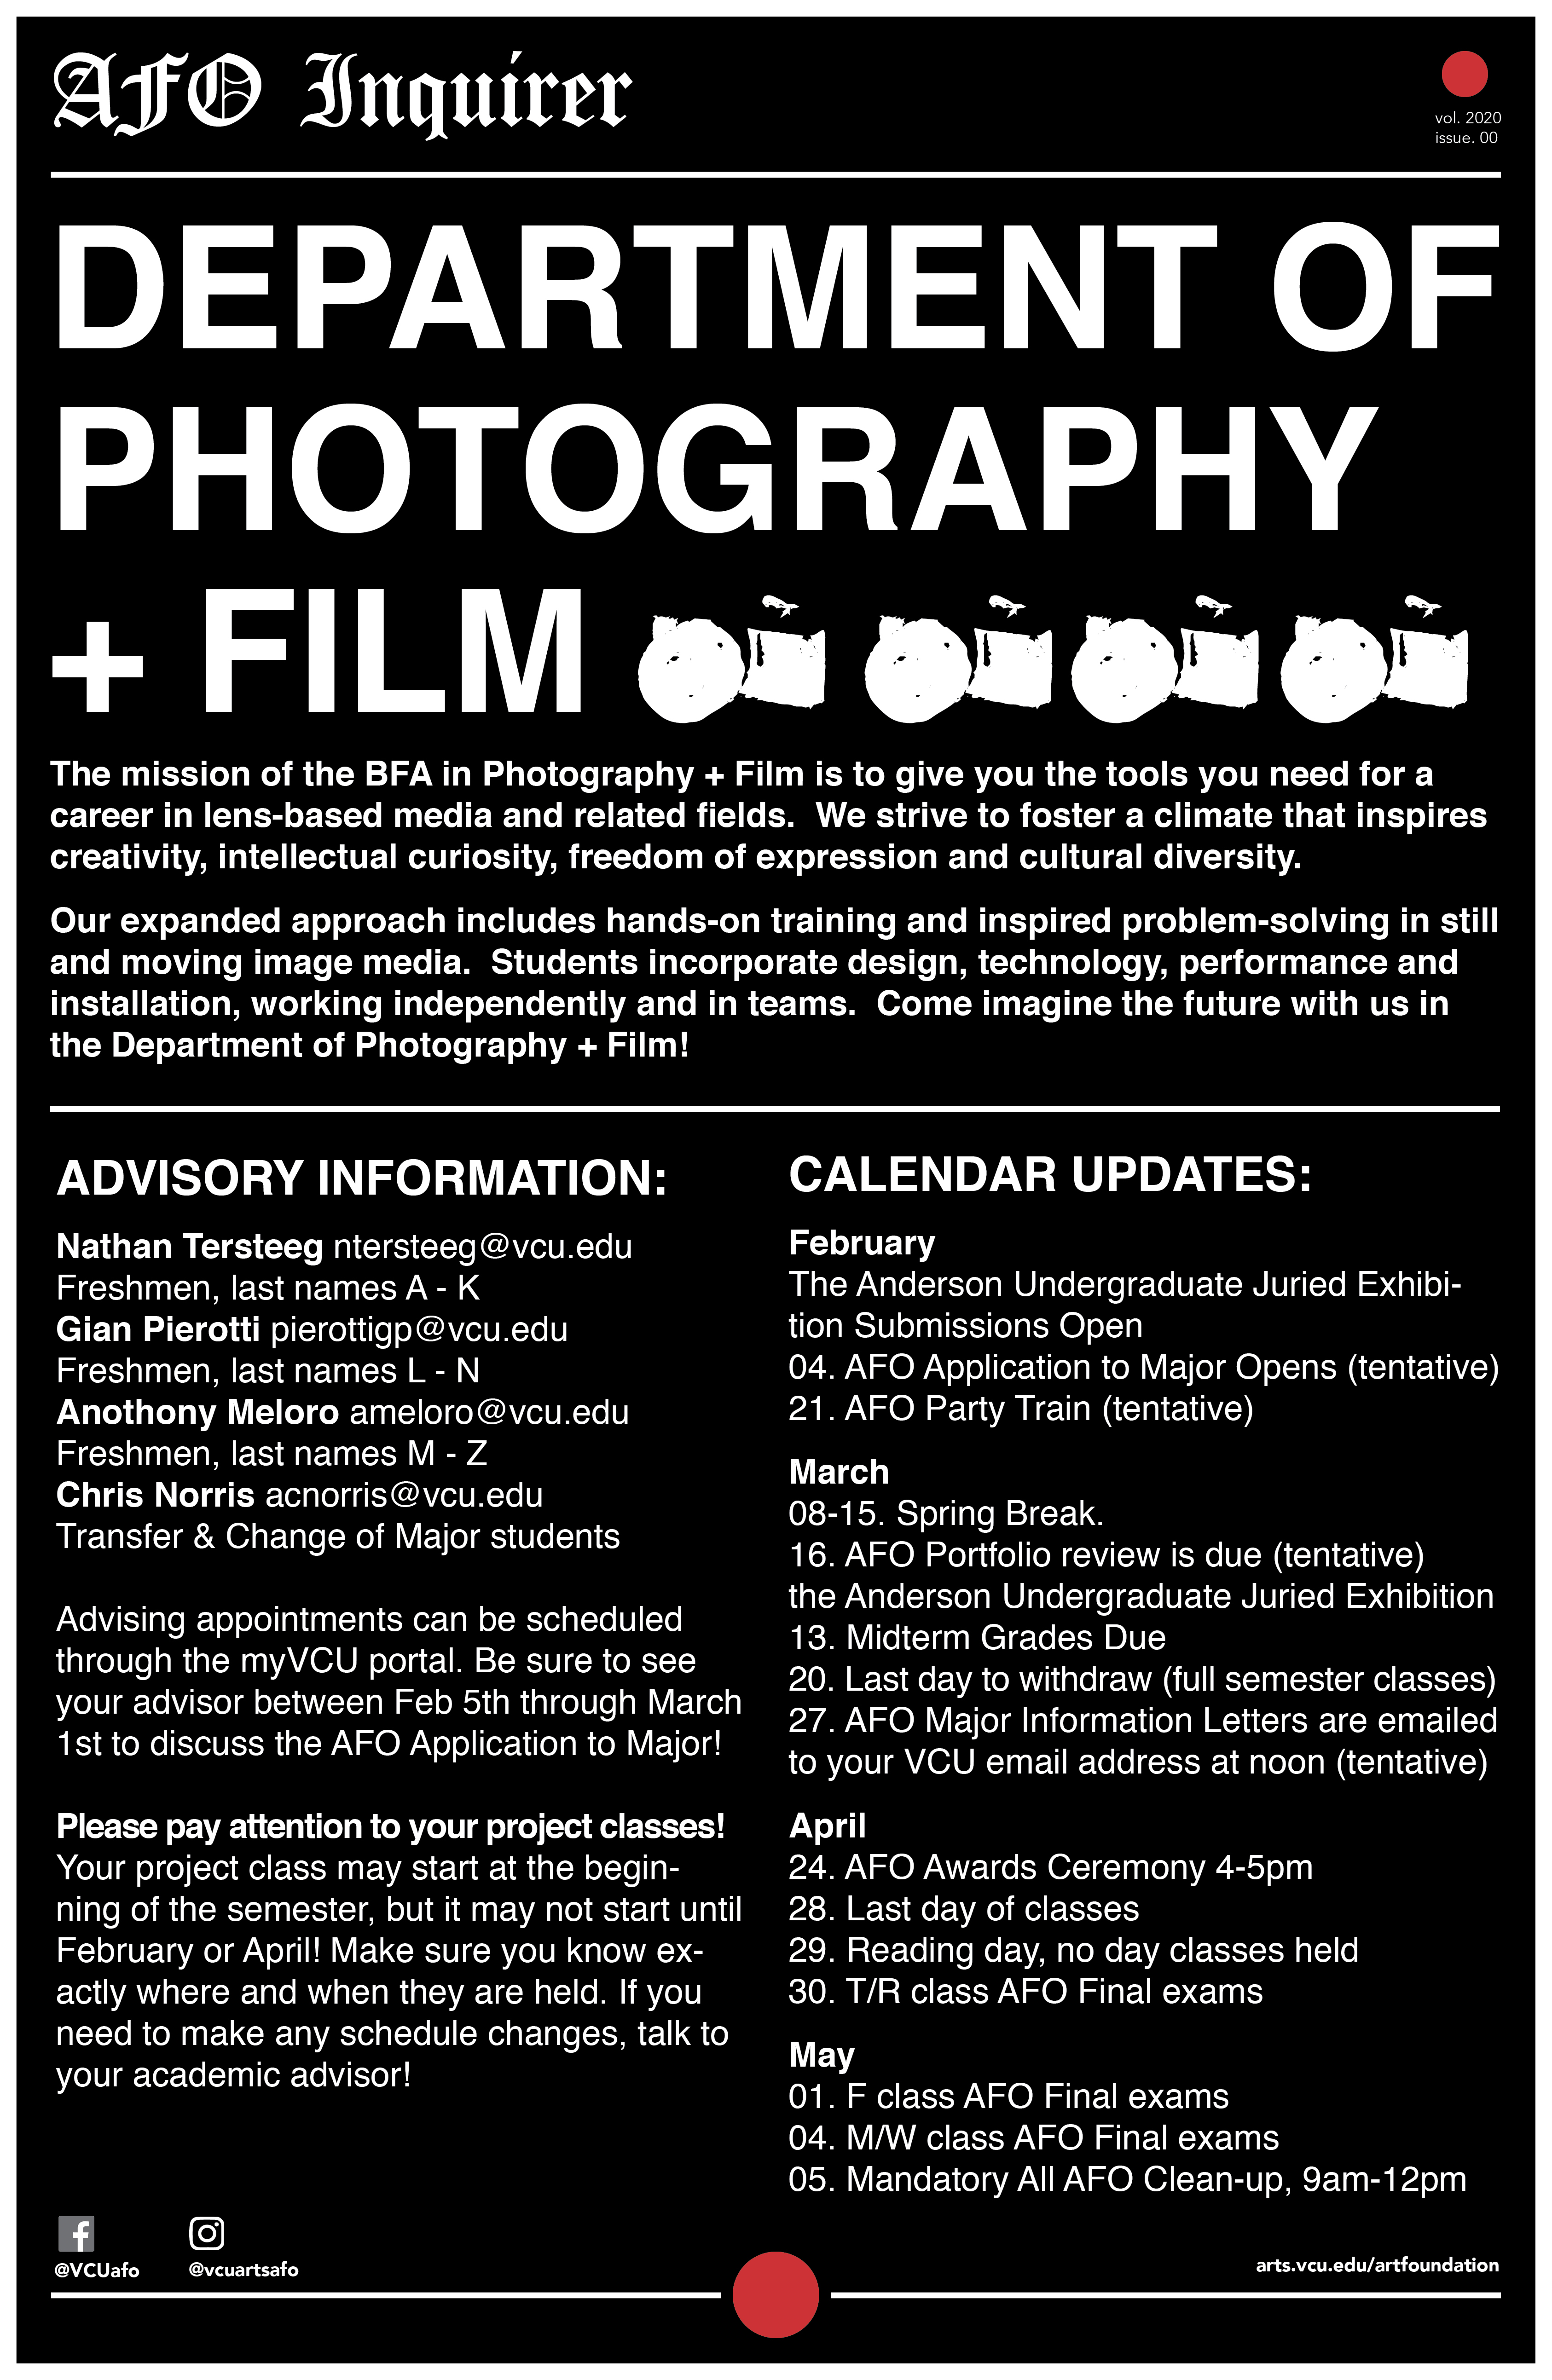 AFO Inquirer
vol. 2020
issue. 00
DEPARTMENT OF
PHOTOGRAPHY
+ FILM
The mission of the BFA in Photography + Film is to give you the tools you need for a
career in lens-based media and related fields.  We strive to foster a climate that inspires
creativity, intellectual curiosity, freedom of expression and cultural diversity.
Our expanded approach includes hands-on training and inspired problem-solving in still
and moving image media.  Students incorporate design, technology, performance and
installation, working independently and in teams.  Come imagine the future with us in
the Department of Photography + Film!
ADVISORY INFORMATION:
Nathan Tersteeg ntersteeg@vcu.edu
Freshmen, last names A - K
Gian Pierotti pierottigp@vcu.edu
Freshmen, last names L - N
Anothony Meloro ameloro@vcu.edu
Freshmen, last names M - Z
Chris Norris acnorris@vcu.edu
Transfer & Change of Major students
Advising appointments can be scheduled
through the myVCU portal. Be sure to see
your advisor between Feb 5th through March
1st to discuss the AFO Application to Major!
Please pay attention to your project classes!
Your project class may start at the begin-
ning of the semester, but it may not start until
February or April! Make sure you know ex-
actly where and when they are held. If you
need to make any schedule changes, talk to
your academic advisor!
CALENDAR UPDATES:
February
The Anderson Undergraduate Juried Exhibi-
tion Submissions Open
04. AFO Application to Major Opens (tentative)
21. AFO Party Train (tentative)
March
08-15. Spring Break.
16. AFO Portfolio review is due (tentative)
the Anderson Undergraduate Juried Exhibition
13. Midterm Grades Due
20. Last day to withdraw (full semester classes)
27. AFO Major Information Letters are emailed
to your VCU email address at noon (tentative)
April
24. AFO Awards Ceremony 4-5pm
28. Last day of classes
29. Reading day, no day classes held
30. T/R class AFO Final exams
May
01. F class AFO Final exams
04. M/W class AFO Final exams
05. Mandatory All AFO Clean-up, 9am-12pm
@VCUafo
@vcuartsafo
arts.vcu.edu/artfoundation